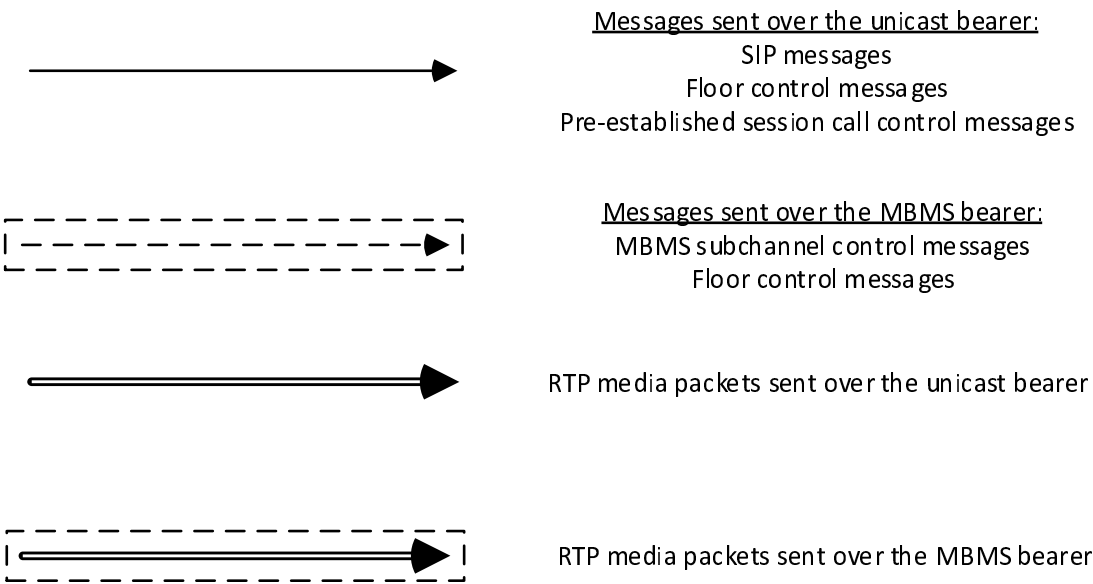 Messages sent over the unicast bearer:
SIP messages
Floor control messages
Pre-established session call control messages
Messages sent over the MBMS bearer:
MBMS subchannel control messages
Floor control messages
RTP media packets sent over the unicast bearer
RTP media packets sent over the MBMS bearer